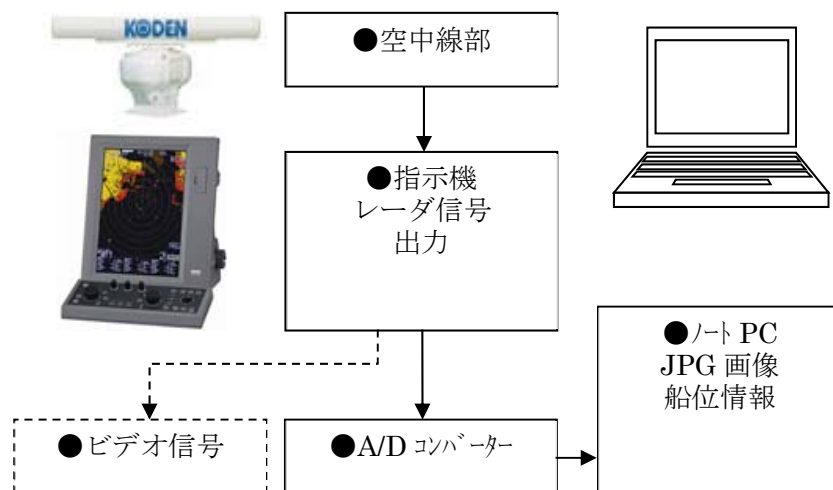 KODEN
●空中線部
●指示機
レーダ信号
出力
●ﾉｰﾄ PC
JPG 画像
船位情報
●ビデオ信号
●A/D ｺﾝﾊﾞｰﾀｰ